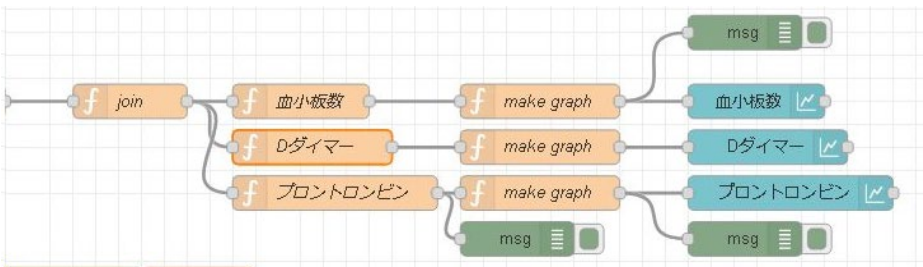 msg
join
血小板数
make graph
血小板数
Dダイマー
make graph
Dダイマー
プロントロンビン
make graph
プロントロンビン
msg
msg